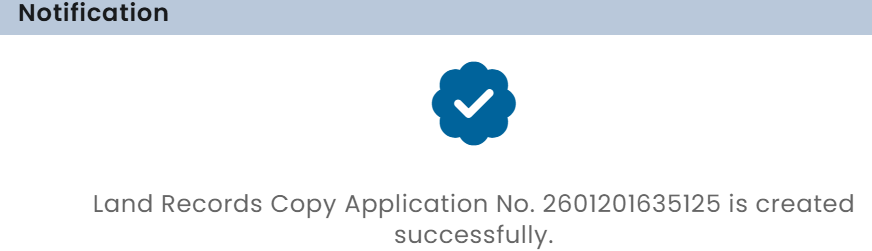 Notification
Land Records Copy Application No. 2601201635125 is created
successfully.